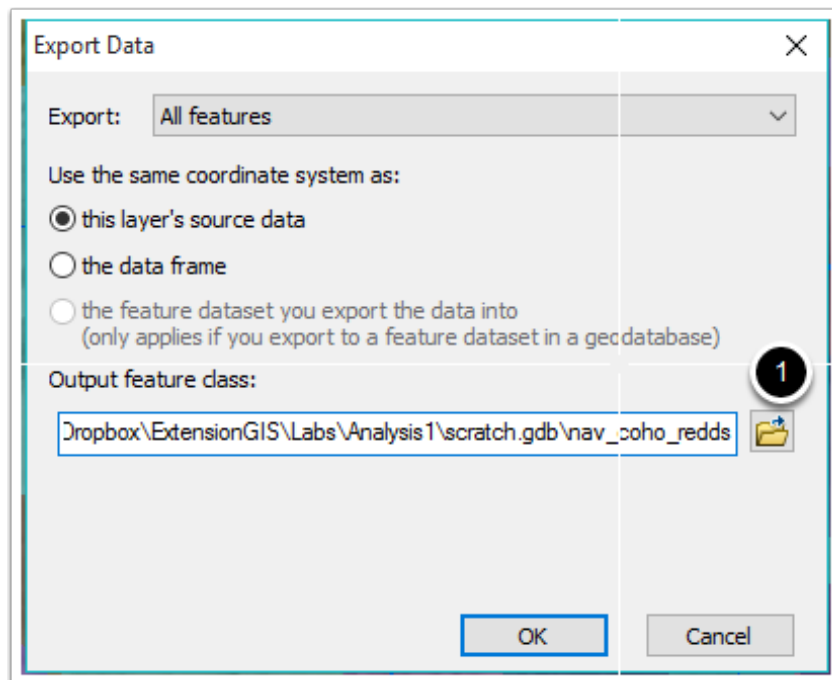 Export Data
Export: All features
Use the same coordinate system as:
this layer's source data
the data frame
the feature dataset you export the data into
(only applies if you export to a feature dataset in a geodatabase)
1
Output feature class:
Dropbox\ExtensionGIS\Labs\Analysis1\scratch.gdb\nav_coho_redds
OK Cancel